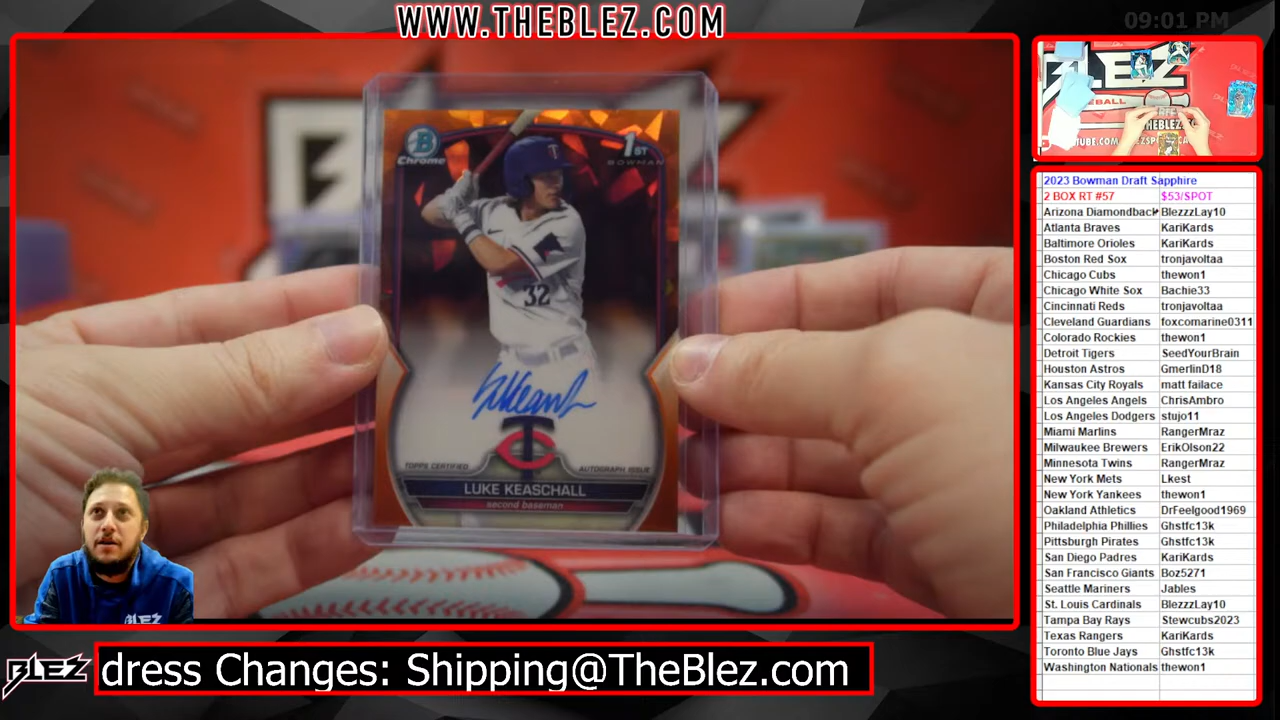 WWW.THEBLEZ.COM
09:01 PM
B
Chrome
1ST
BOWMAN
32
TOPPS CERTIFIED
AUTOGRAPH ISSUE
LUKE KEASCHALL
second baseman
BLEZ
dress Changes: Shipping@TheBlez.com
2023 Bowman Draft Sapphire
2 BOX RT #57 $53/SPOT
Arizona Diamondback BlezzzLay10
Atlanta Braves KariKards
Baltimore Orioles KariKards
Boston Red Sox tronjavoltaa
Chicago Cubs thewon1
Chicago White Sox Bachie33
Cincinnati Reds tronjavoltaa
Cleveland Guardians foxcomarine0311
Colorado Rockies thewon1
Detroit Tigers SeedYourBrain
Houston Astros GmerlinD18
Kansas City Royals matt failace
Los Angeles Angels ChrisAmbro
Los Angeles Dodgers stujo11
Miami Marlins RangerMraz
Milwaukee Brewers ErikOlson22
Minnesota Twins RangerMraz
New York Mets Lkest
New York Yankees thewon1
Oakland Athletics DrFeelgood1969
Philadelphia Phillies Ghstfc13k
Pittsburgh Pirates Ghstfc13k
San Diego Padres KariKards
San Francisco Giants Boz5271
Seattle Mariners Jables
St. Louis Cardinals BlezzzLay10
Tampa Bay Rays Stewcubs2023
Texas Rangers KariKards
Toronto Blue Jays Ghstfc13k
Washington Nationals thewon1